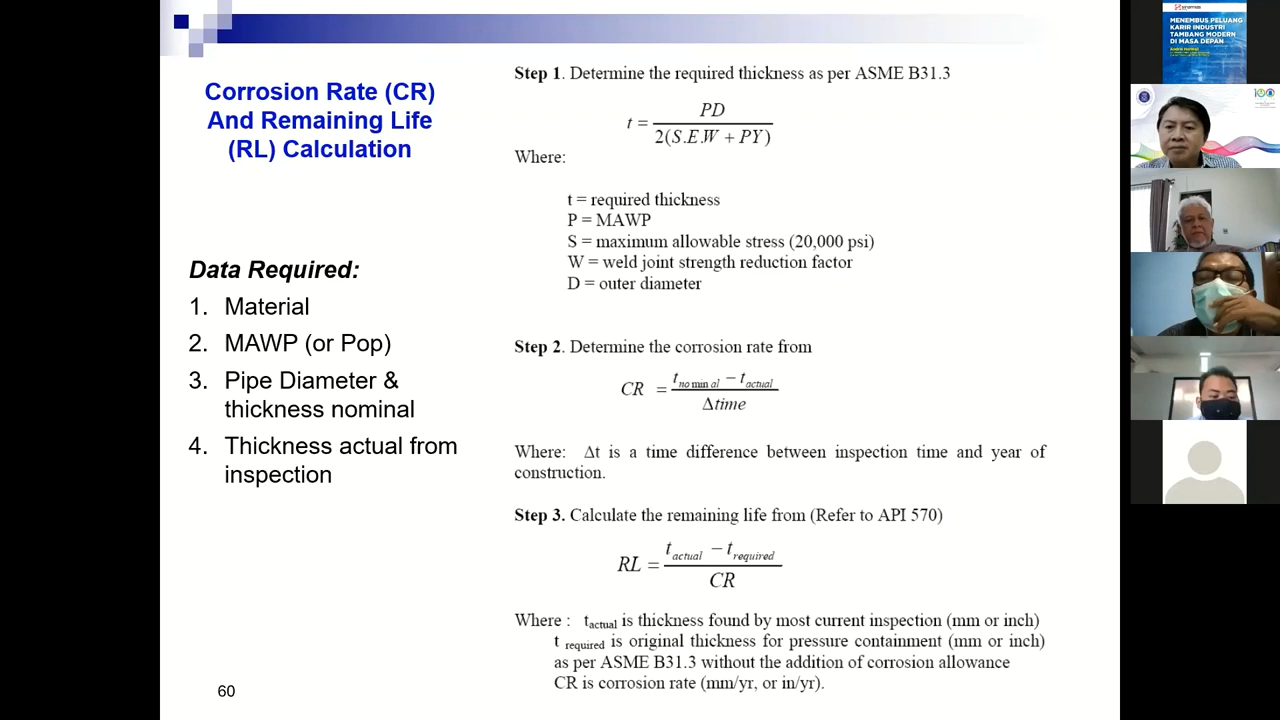 Corrosion Rate (CR)
And Remaining Life
(RL) Calculation
Data Required:
1. Material
2. MAWP (or Pop)
3. Pipe Diameter &
thickness nominal
4. Thickness actual from
inspection
60
Step 1. Determine the required thickness as per ASME B31.3
t = PD / 2(S.E.W + PY)
Where:
t = required thickness
P = MAWP
S = maximum allowable stress (20,000 psi)
W = weld joint strength reduction factor
D = outer diameter
Step 2. Determine the corrosion rate from
CR = t nominal − t actual / Δtime
Where: Δt is a time difference between inspection time and year of
construction.
Step 3. Calculate the remaining life from (Refer to API 570)
RL = t actual − t required / CR
Where : t actual is thickness found by most current inspection (mm or inch)
t required is original thickness for pressure containment (mm or inch)
as per ASME B31.3 without the addition of corrosion allowance
CR is corrosion rate (mm/yr, or in/yr).
MENEMBUS PELUANG
KARIR INDUSTRI
TAMBANG MODERN
DI MASA DEPAN